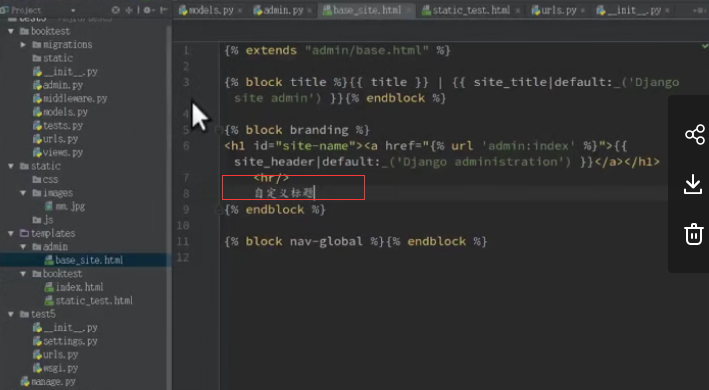 Project
models.py
admin.py
base_site.html
static_test.html
urls.py
__init__.py
test5
booktest
migrations
static
__init__.py
admin.py
middleware.py
models.py
tests.py
urls.py
views.py
static
css
images
mm.jpg
js
templates
admin
base_site.html
booktest
index.html
static_test.html
test5
__init__.py
settings.py
urls.py
wsgi.py
manage.py
1 {% extends "admin/base.html" %}
2
3 {% block title %}{{ title }} | {{ site_title|default:_('Django
site admin') }}{% endblock %}
4
5 {% block branding %}
6 <h1 id="site-name"><a href="{% url 'admin:index' %}">{{
site_header|default:_('Django administration') }}</a></h1>
7 <hr/>
8 自定义标题
9 {% endblock %}
10
11 {% block nav-global %}{% endblock %}
12